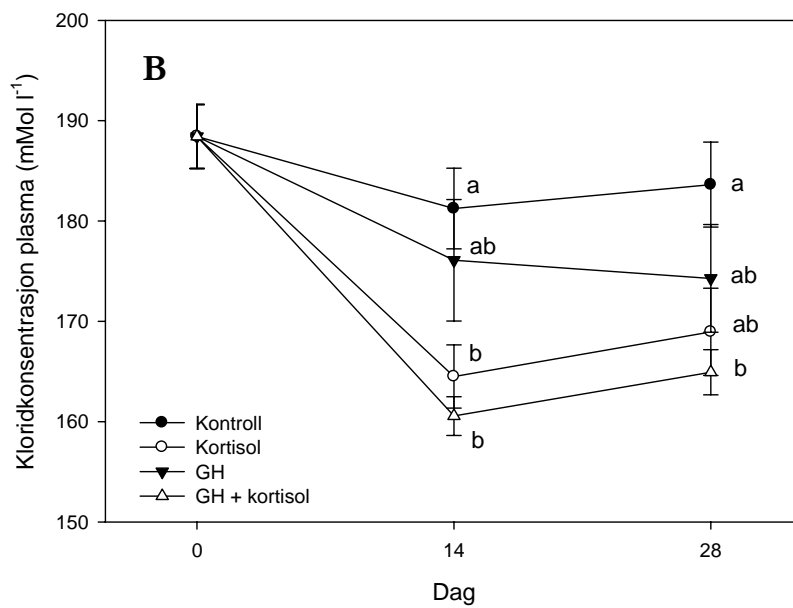 200
B
190
a
a
180
ab
ab
170
ab
b
b
160
b
150
Kloridkonsentrasjon plasma (mMol l⁻¹)
Kontroll
Kortisol
GH
GH + kortisol
0
14
28
Dag